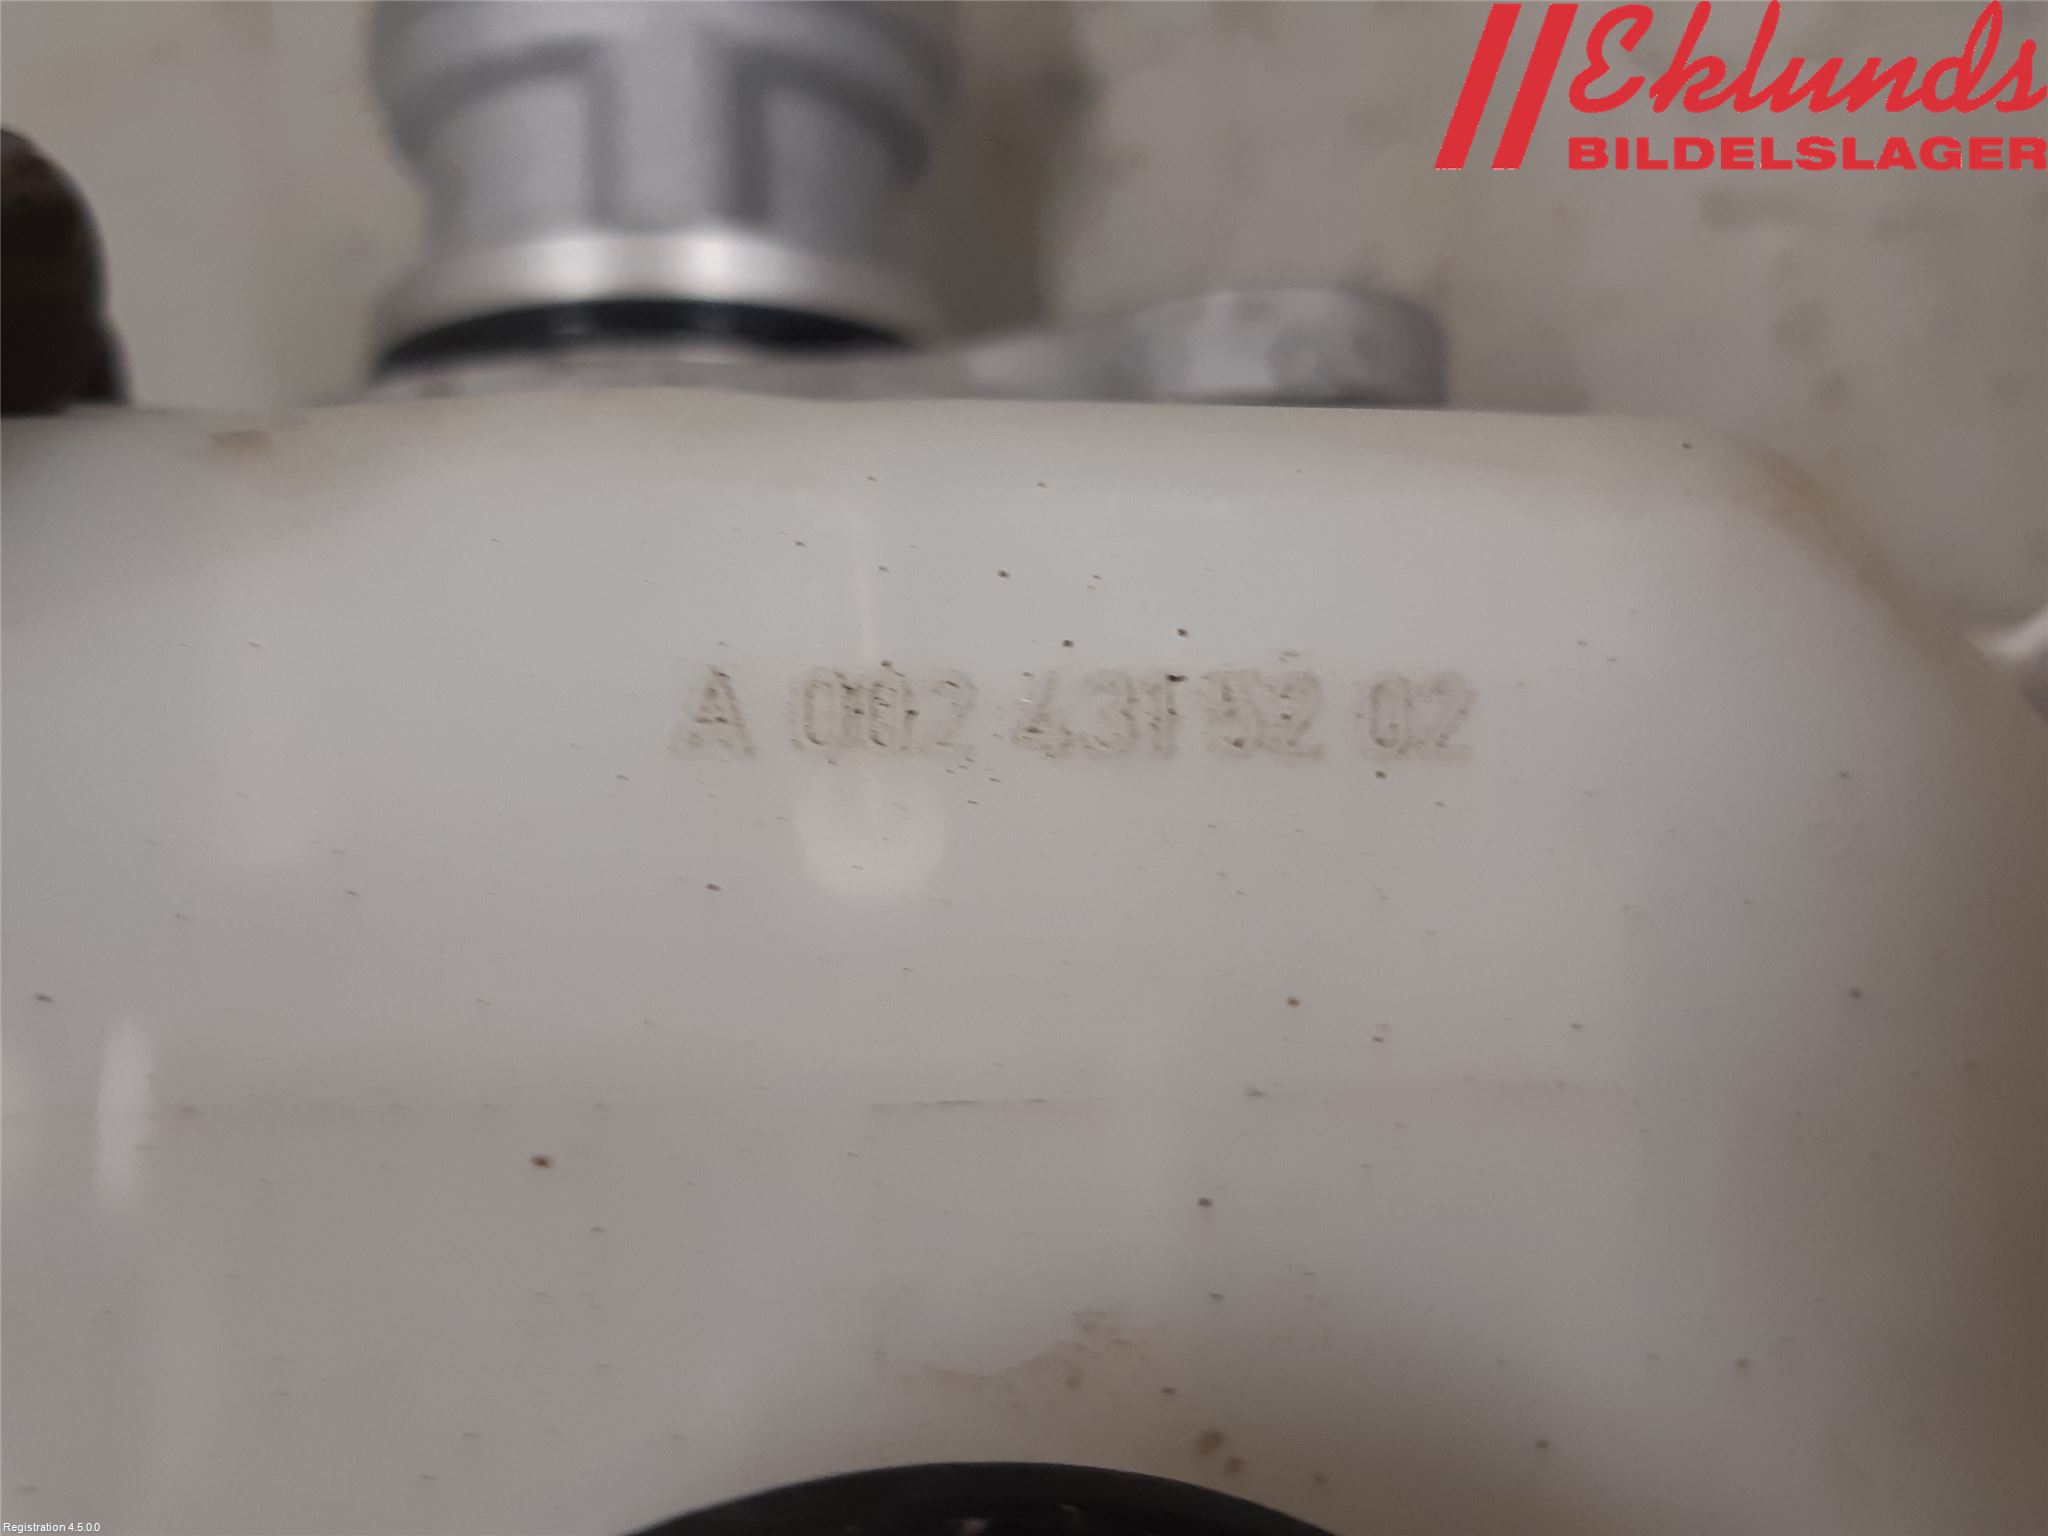 Eklunds
BILDELSLAGER
A 002 431 52 02
Registration 4.5.0.0